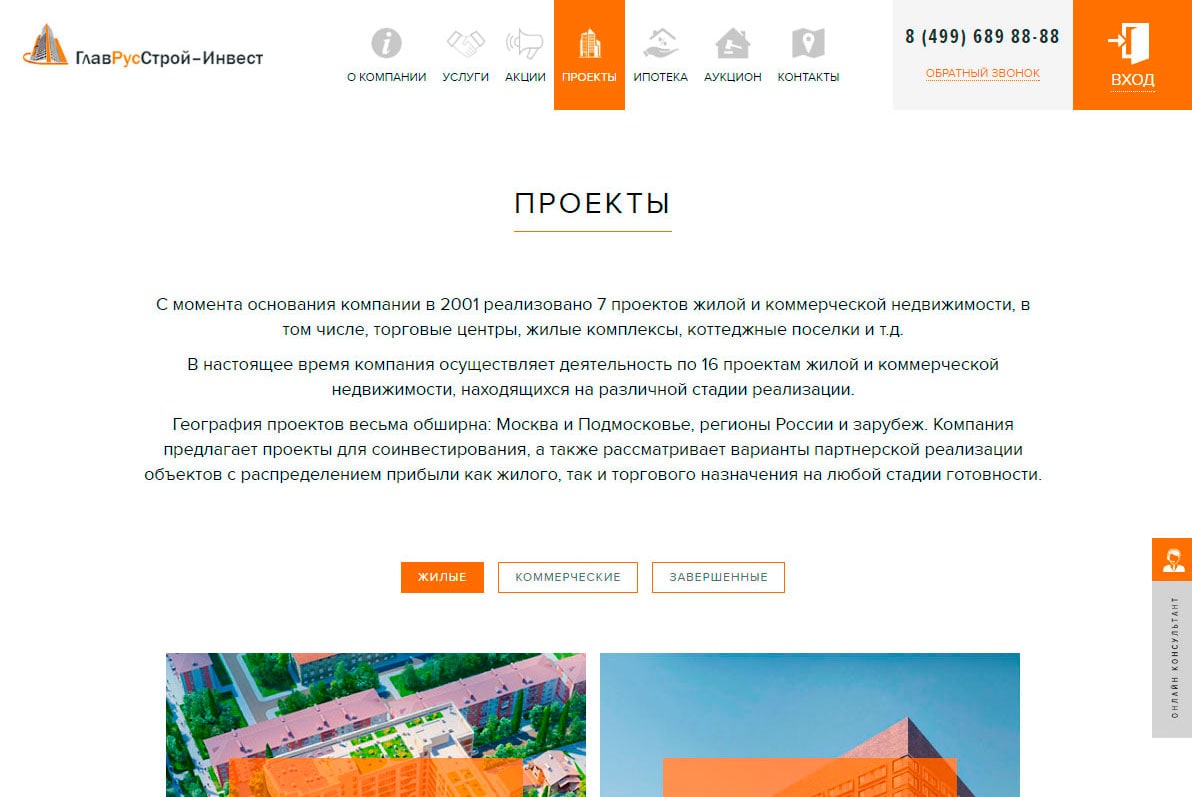 ГлавРусСтрой-Инвест
О КОМПАНИИ
УСЛУГИ
АКЦИИ
ПРОЕКТЫ
ИПОТЕКА
АУКЦИОН
КОНТАКТЫ
8 (499) 689 88-88
ОБРАТНЫЙ ЗВОНОК
ВХОД
ПРОЕКТЫ
С момента основания компании в 2001 реализовано 7 проектов жилой и коммерческой недвижимости, в
том числе, торговые центры, жилые комплексы, коттеджные поселки и т.д.
В настоящее время компания осуществляет деятельность по 16 проектам жилой и коммерческой
недвижимости, находящихся на различной стадии реализации.
География проектов весьма обширна: Москва и Подмосковье, регионы России и зарубеж. Компания
предлагает проекты для соинвестирования, а также рассматривает варианты партнерской реализации
объектов с распределением прибыли как жилого, так и торгового назначения на любой стадии готовности.
ЖИЛЫЕ
КОММЕРЧЕСКИЕ
ЗАВЕРШЕННЫЕ
ОНЛАЙН КОНСУЛЬТАНТ